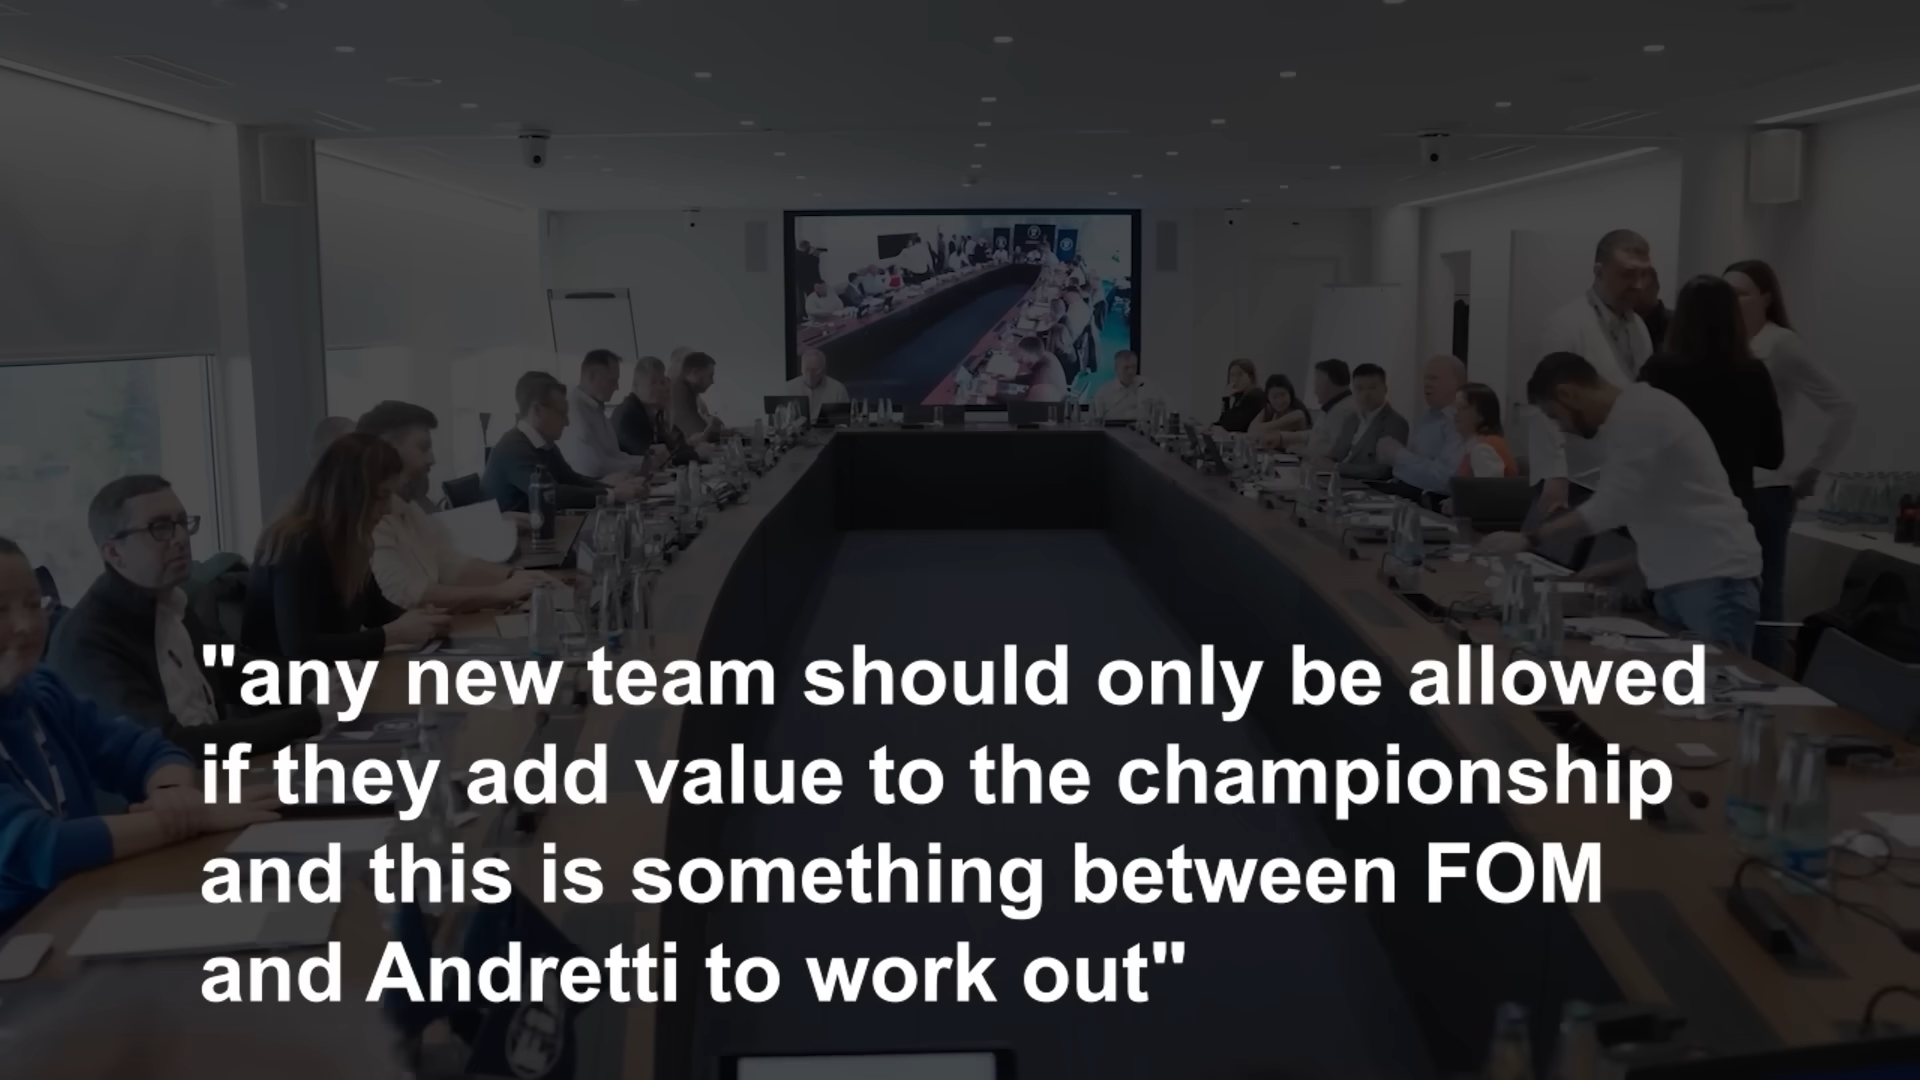 "any new team should only be allowed
if they add value to the championship
and this is something between FOM
and Andretti to work out"